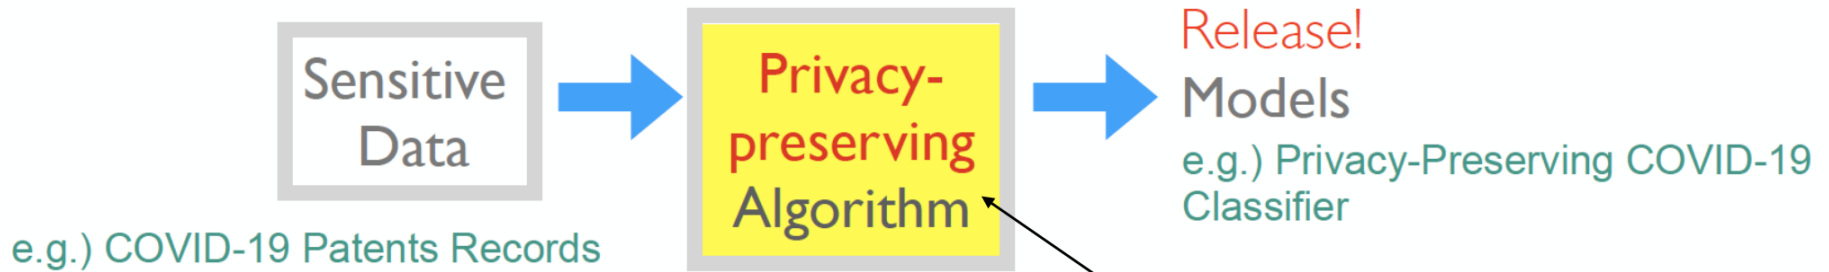 Sensitive
Data
e.g.) COVID-19 Patents Records
Privacy-
preserving
Algorithm
Release!
Models
e.g.) Privacy-Preserving COVID-19
Classifier